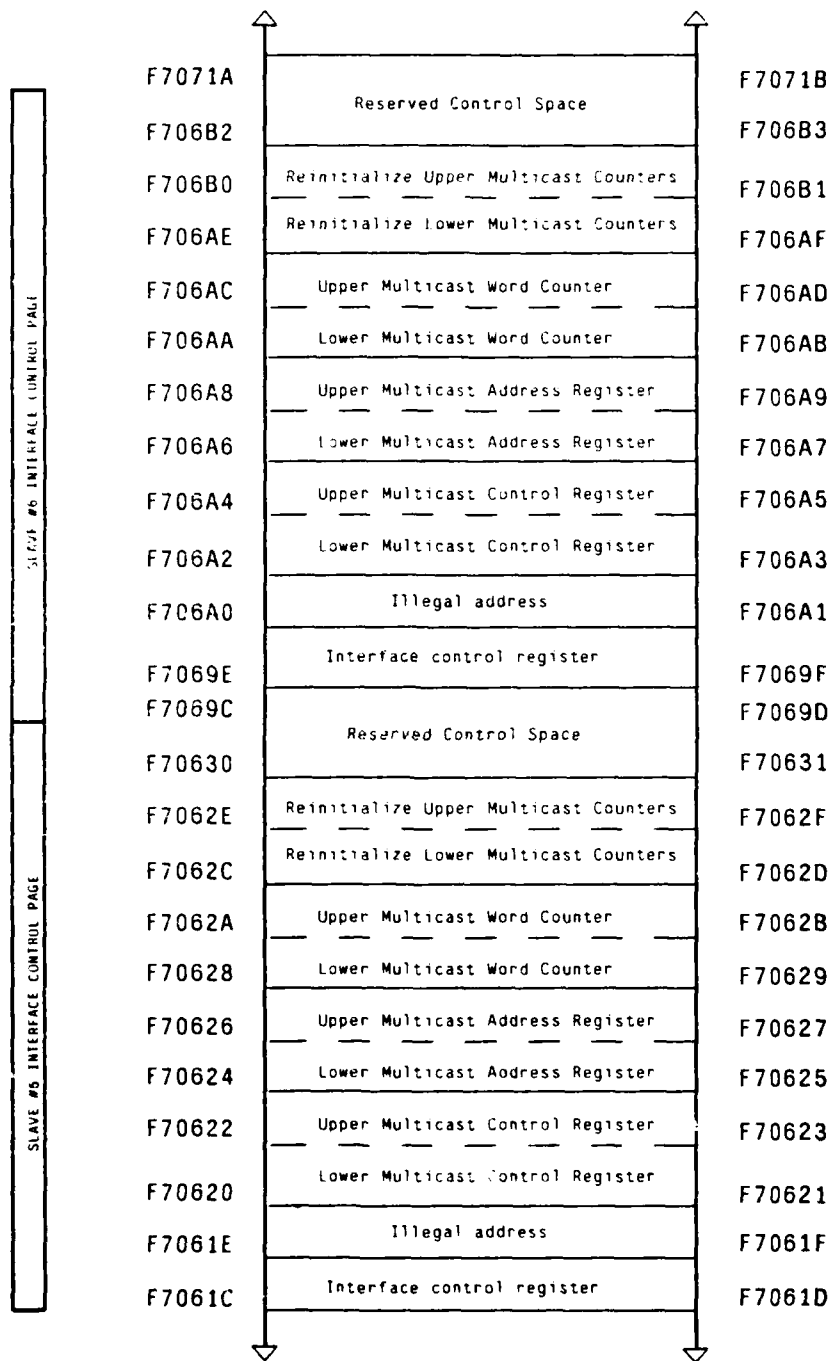 F7071A F7071B
Reserved Control Space
F706B2 F706B3
Reinitialize Upper Multicast Counters
F706B0 F706B1
Reinitialize Lower Multicast Counters
F706AE F706AF
F706AC Upper Multicast Word Counter F706AD
F706AA Lower Multicast Word Counter F706AB
F706A8 Upper Multicast Address Register F706A9
F706A6 Lower Multicast Address Register F706A7
F706A4 Upper Multicast Control Register F706A5
Lower Multicast Control Register
F706A2 F706A3
F706A0 Illegal address F706A1
Interface control register
F7069E F7069F
F7069C F7069D
Reserved Control Space
F70630 F70631
F7062E Reinitialize Upper Multicast Counters F7062F
F7062C Reinitialize Lower Multicast Counters F7062D
F7062A Upper Multicast Word Counter F7062B
F70628 Lower Multicast Word Counter F70629
F70626 Upper Multicast Address Register F70627
F70624 Lower Multicast Address Register F70625
F70622 Upper Multicast Control Register F70623
Lower Multicast Control Register
F70620 F70621
F7061E Illegal address F7061F
F7061C Interface control register F7061D
SLAVE #6 INTERFACE CONTROL PAGE
SLAVE #5 INTERFACE CONTROL PAGE